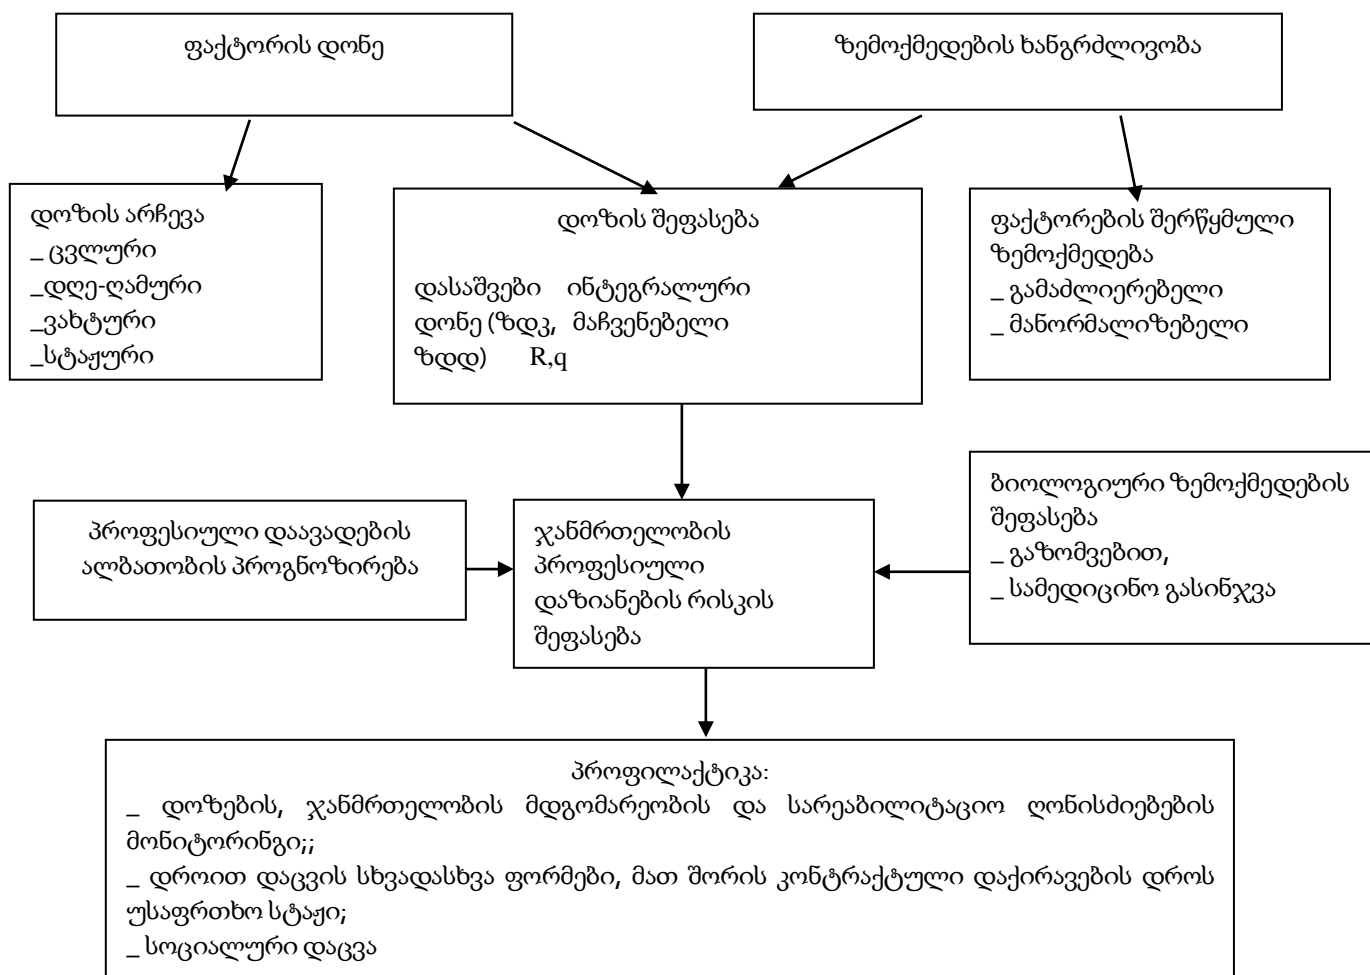 ფაქტორის დონე
ზემოქმედების ხანგრძლივობა
დოზის არჩევა
_ ცვლური
_დღე-ღამური
_ვახტური
_სტაჟური
დოზის შეფასება
დასაშვები ინტეგრალური
დონე (ზდკ, მაჩვენებელი
ზდდ) R,q
ფაქტორების შერწყმული
ზემოქმედება
_ გამაძლიერებელი
_ მანორმალიზებელი
პროფესიული დაავადების
ალბათობის პროგნოზირება
ჯანმრთელობის
პროფესიული
დაზიანების რისკის
შეფასება
ბიოლოგიური ზემოქმედების
შეფასება
_ გაზომვებით,
_ სამედიცინო გასინჯვა
პროფილაქტიკა:
_ დოზების, ჯანმრთელობის მდგომარეობის და სარეაბილიტაციო ღონისძიებების
მონიტორინგი;;
_ დროით დაცვის სხვადასხვა ფორმები, მათ შორის კონტრაქტული დაქირავების დროს
უსაფრთხო სტაჟი;
_ სოციალური დაცვა